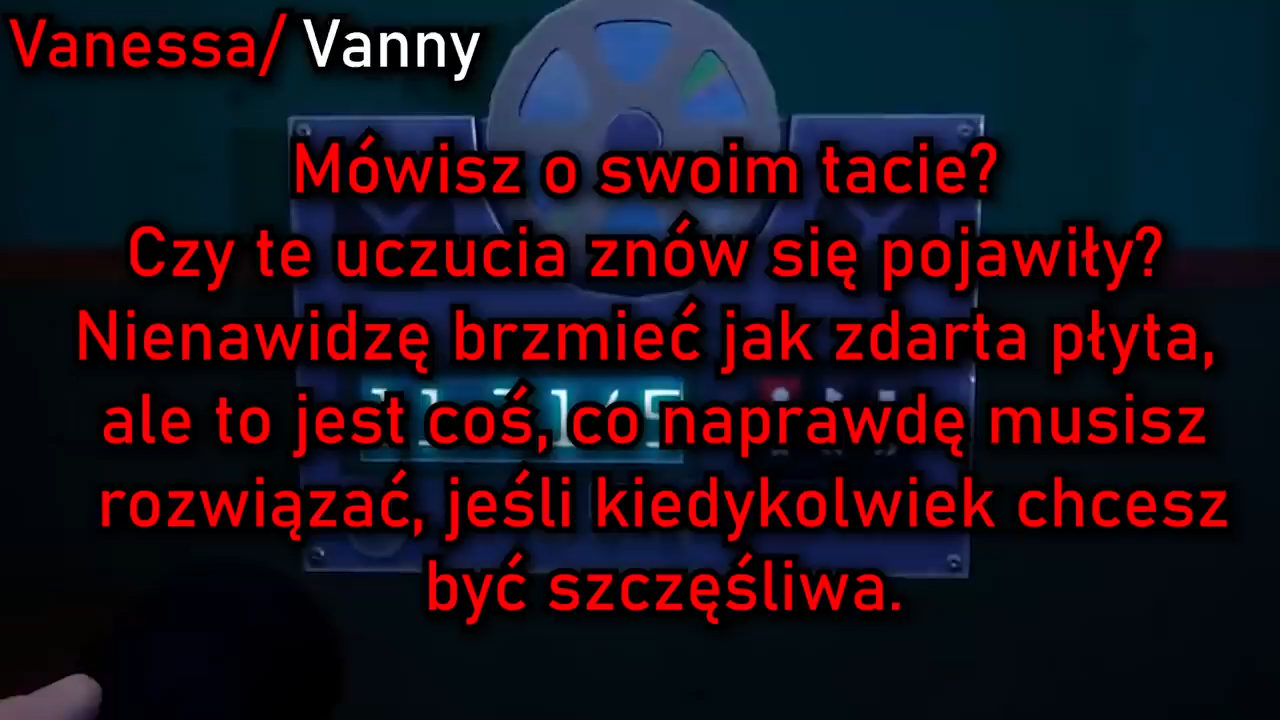 Vanessa/ Vanny
Mówisz o swoim tacie?
Czy te uczucia znów się pojawiły?
Nienawidzę brzmieć jak zdarta płyta,
ale to jest coś, co naprawdę musisz
rozwiązać, jeśli kiedykolwiek chcesz
być szczęśliwa.